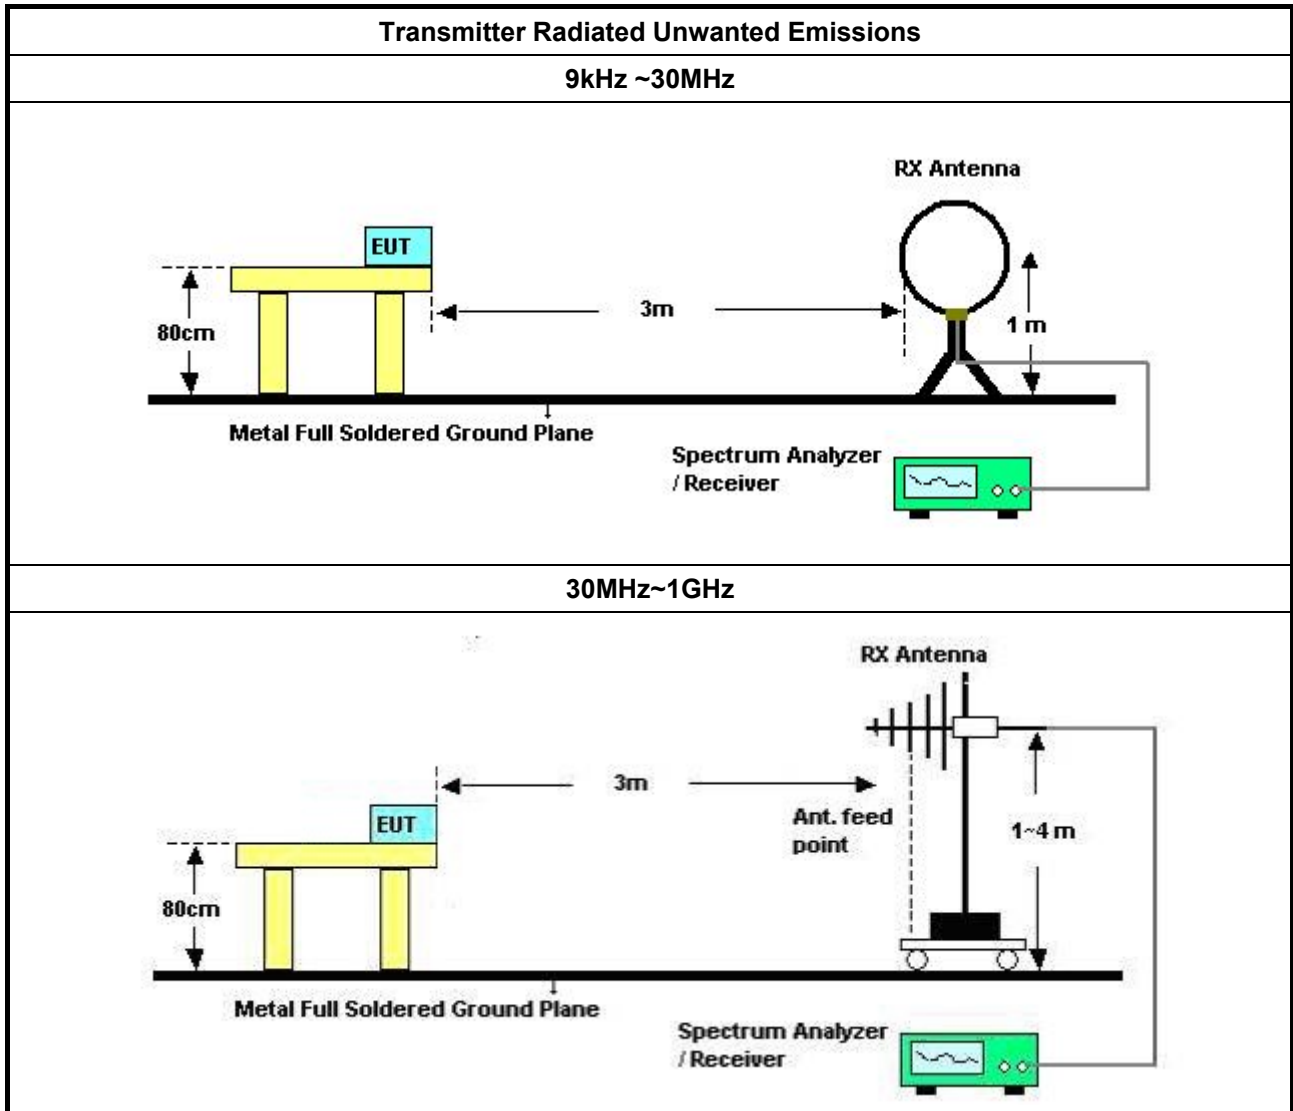 Transmitter Radiated Unwanted Emissions
9kHz ~30MHz
RX Antenna
EUT
3m
80cm
1 m
Metal Full Soldered Ground Plane
Spectrum Analyzer
/ Receiver
30MHz~1GHz
RX Antenna
3m
EUT
Ant. feed
point
1~4 m
80cm
Metal Full Soldered Ground Plane
Spectrum Analyzer
/ Receiver